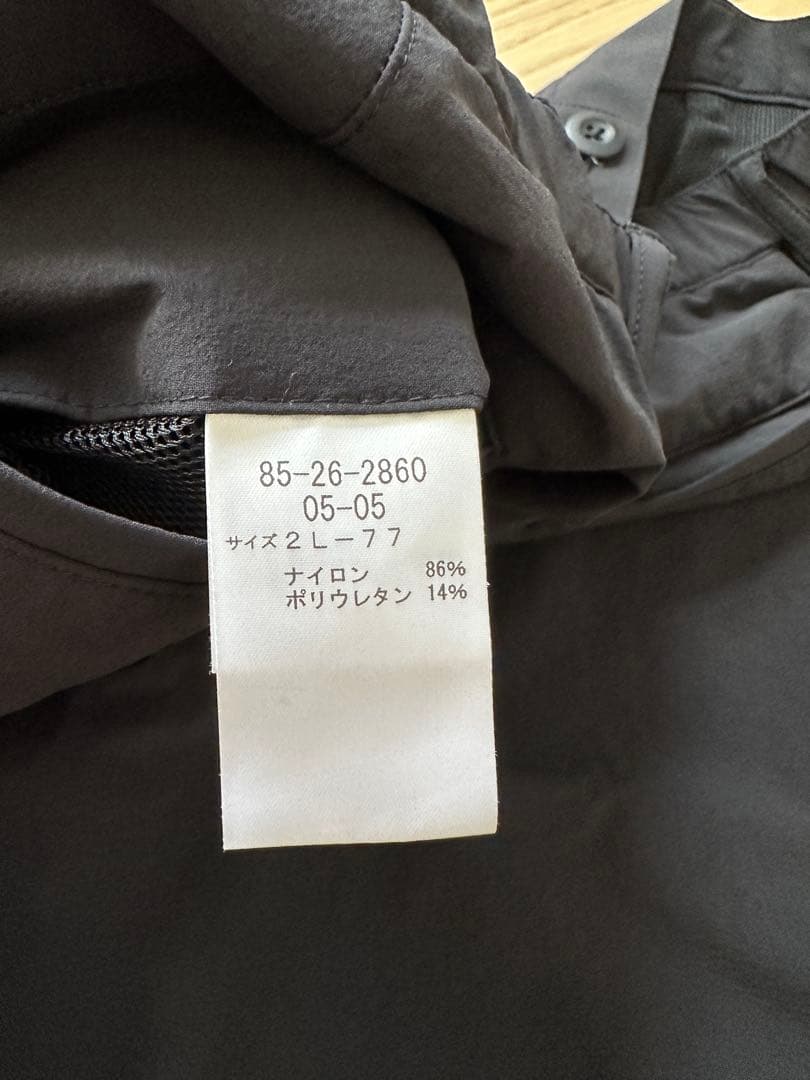 85-26-2860
05-05
サイズ２Ｌ－７７
ナイロン 86%
ポリウレタン 14%